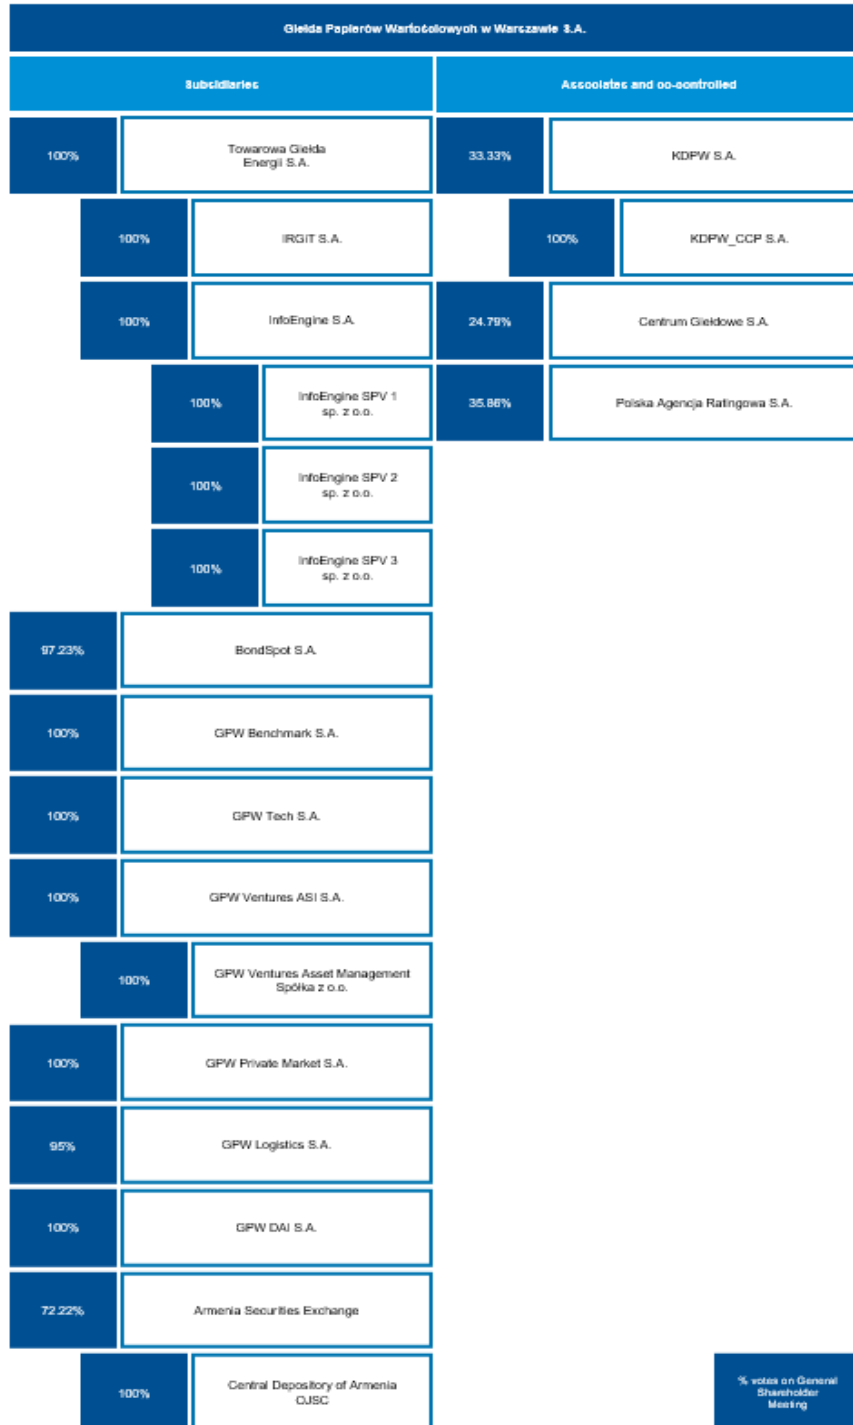 Giełda Papierów Wartościowych w Warszawie S.A.
Subsidiaries
Associates and co-controlled
100%
Towarowa Giełda
Energii S.A.
33.33%
KDPW S.A.
100%
IRGiT S.A.
100%
KDPW_CCP S.A.
100%
InfoEngine S.A.
24.79%
Centrum Giełdowe S.A.
100%
InfoEngine SPV 1
sp. z o.o.
35.86%
Polska Agencja Ratingowa S.A.
100%
InfoEngine SPV 2
sp. z o.o.
100%
InfoEngine SPV 3
sp. z o.o.
97.23%
BondSpot S.A.
100%
GPW Benchmark S.A.
100%
GPW Tech S.A.
100%
GPW Ventures ASI S.A.
100%
GPW Ventures Asset Management
Spółka z o.o.
100%
GPW Private Market S.A.
95%
GPW Logistics S.A.
100%
GPW DAI S.A.
72.22%
Armenia Securities Exchange
100%
Central Depository of Armenia
OJSC
% votes on General
Shareholder
Meeting